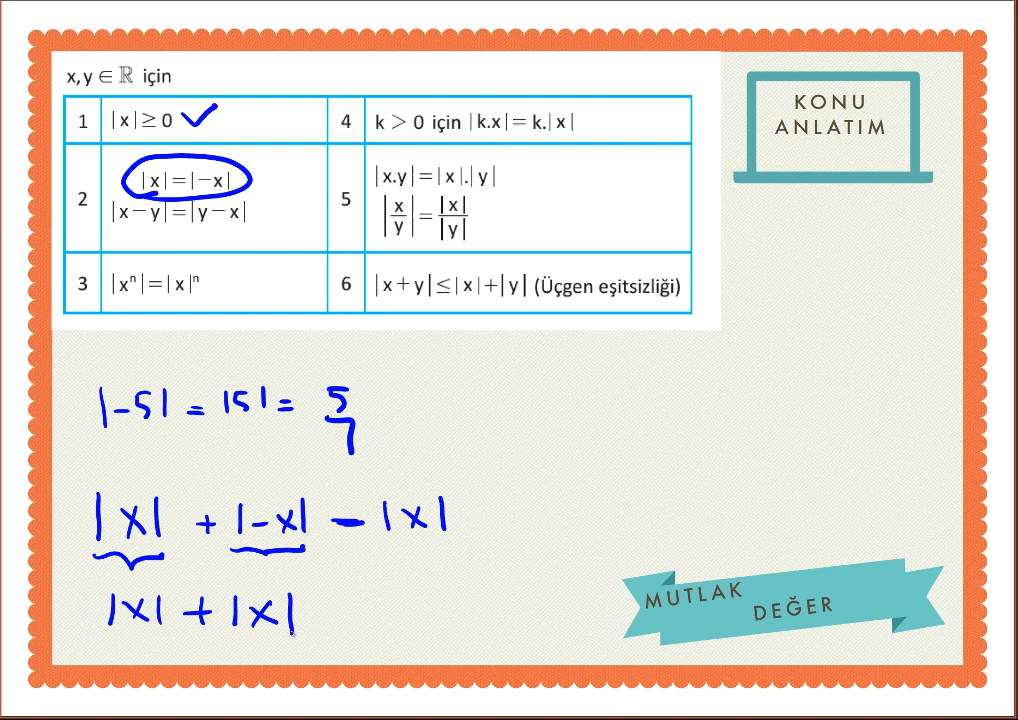 x, y ∈ ℝ için
1 |x| ≥ 0 ✓
2 |x| = |−x|
|x − y| = |y − x|
3 |xⁿ| = |x|ⁿ
4 k > 0 için |k.x| = k.|x|
5 |x.y| = |x|.|y|
|x/y| = |x|/|y|
6 |x + y| ≤ |x| + |y| (Üçgen eşitsizliği)
KONU
ANLATIM
|−5| = |5| = 5
|x| + |−x| − |x|
|x| + |x|
MUTLAK
DEĞER